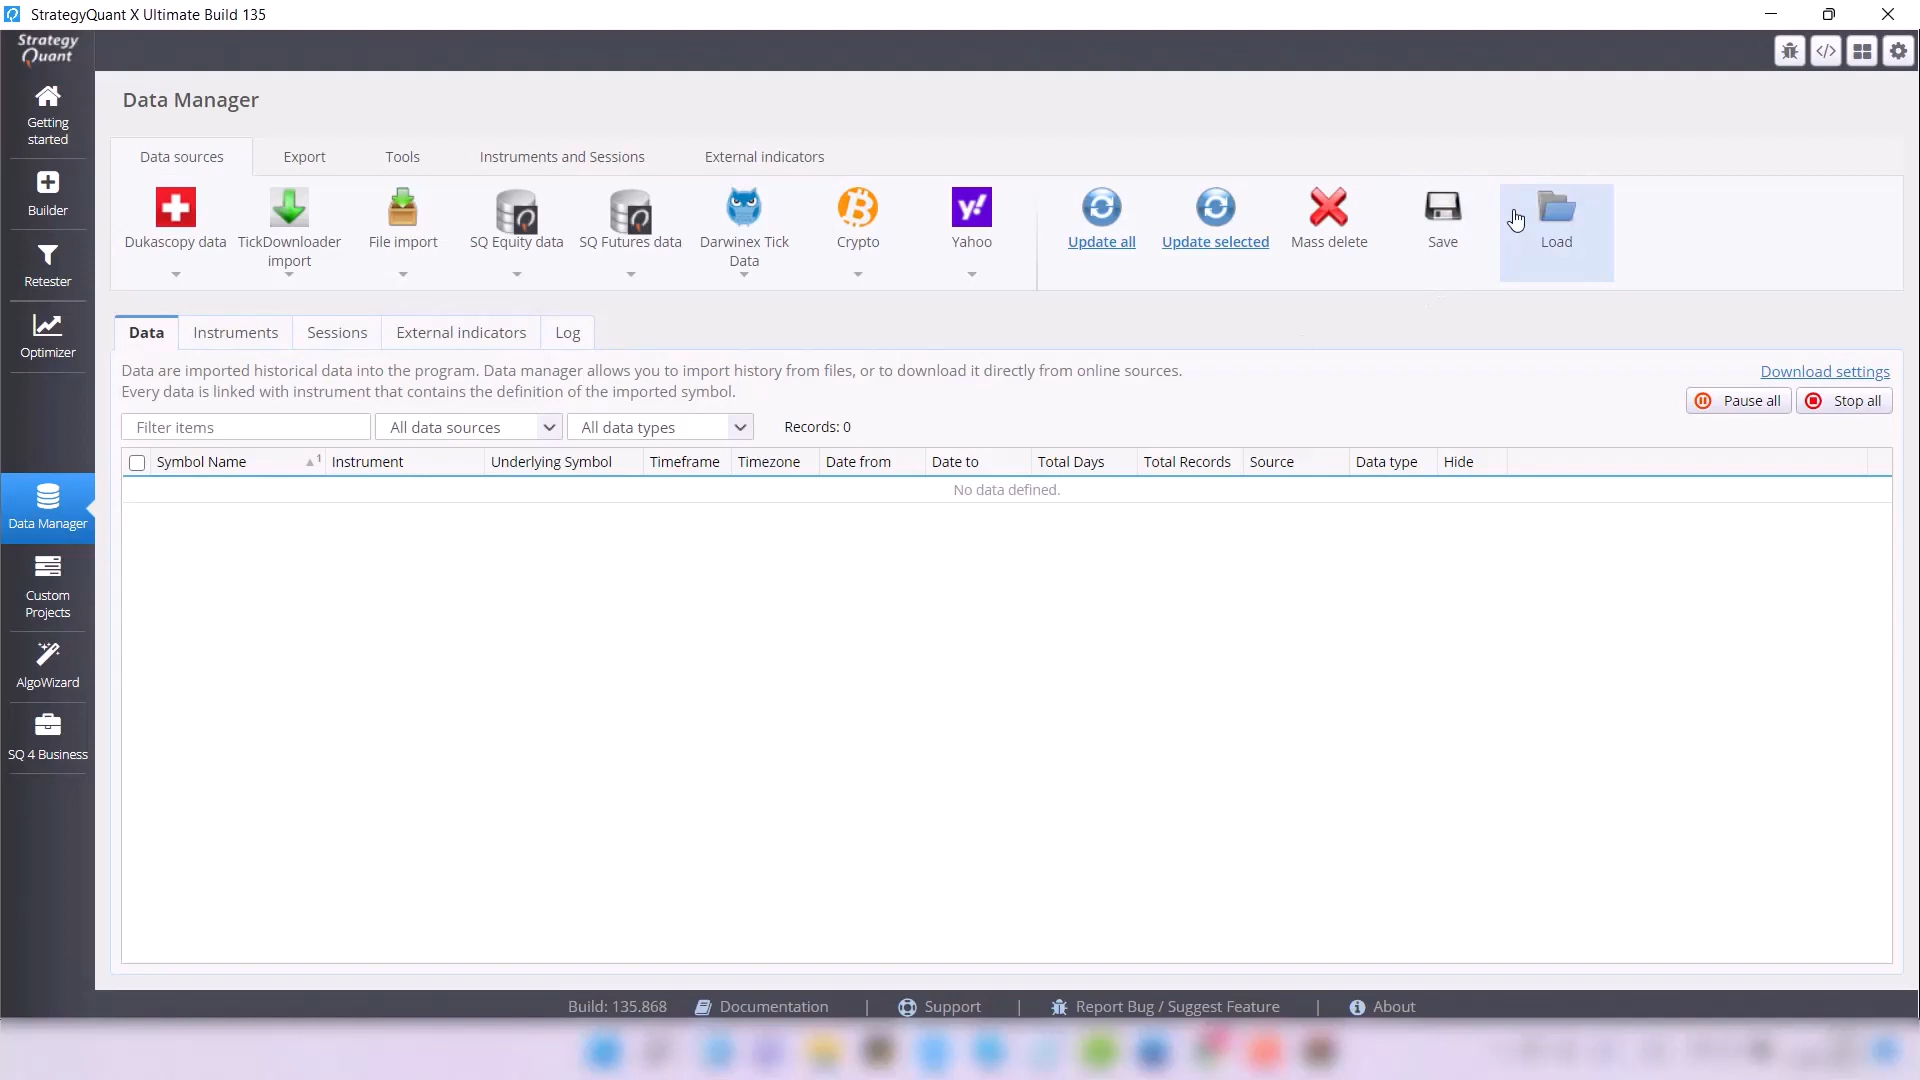 StrategyQuant X Ultimate Build 135
Strategy
Quant
Getting
started
Builder
Retester
Optimizer
Data Manager
Custom
Projects
AlgoWizard
SQ 4 Business
Data Manager
Data sources
Export
Tools
Instruments and Sessions
External indicators
Dukascopy data
TickDownloader
import
File import
SQ Equity data
SQ Futures data
Darwinex Tick
Data
Crypto
y!
Yahoo
Update all
Update selected
Mass delete
Save
Load
Data
Instruments
Sessions
External indicators
Log
Data are imported historical data into the program. Data manager allows you to import history from files, or to download it directly from online sources.
Every data is linked with instrument that contains the definition of the imported symbol.
Download settings
Pause all
Stop all
Filter items
All data sources
All data types
Records: 0
Symbol Name 1 Instrument Underlying Symbol Timeframe Timezone Date from Date to Total Days Total Records Source Data type Hide
No data defined.
Build: 135.868 Documentation | Support | Report Bug / Suggest Feature | About